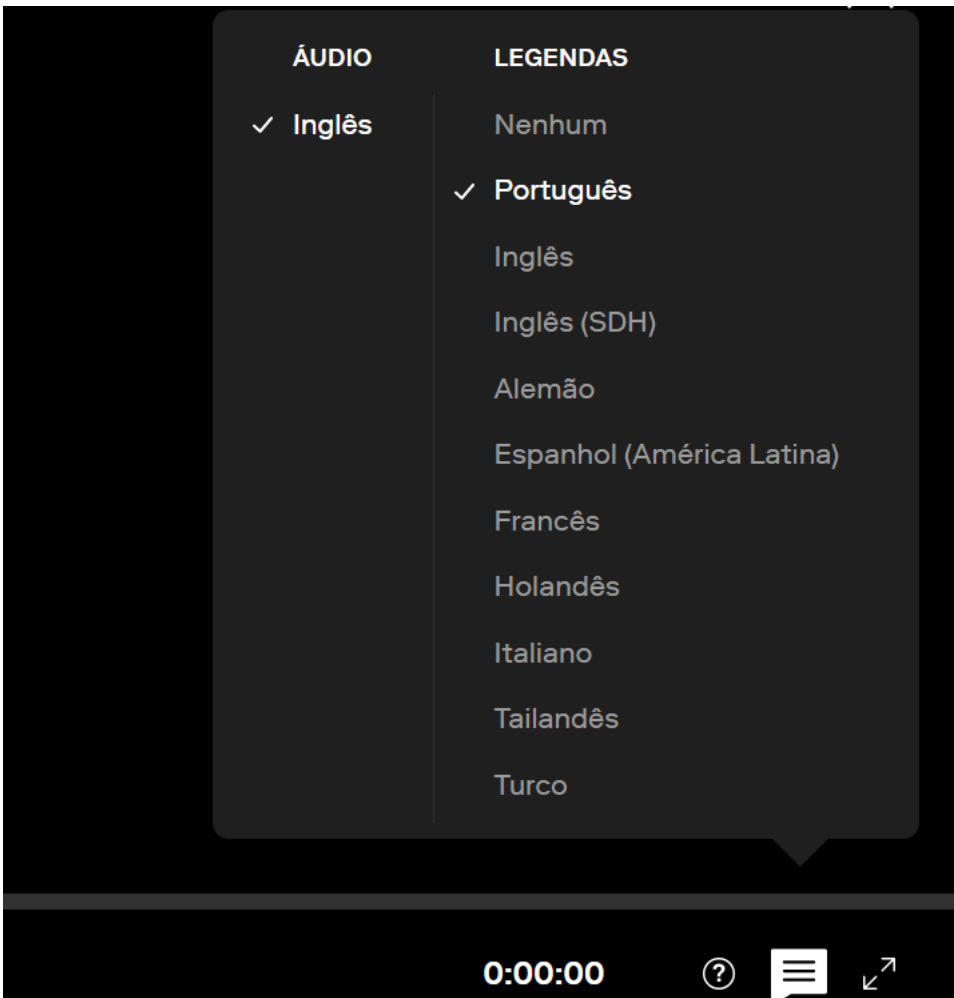 ÁUDIO
Inglês
LEGENDAS
Nenhum
Português
Inglês
Inglês (SDH)
Alemão
Espanhol (América Latina)
Francês
Holandês
Italiano
Tailandês
Turco
0:00:00
?